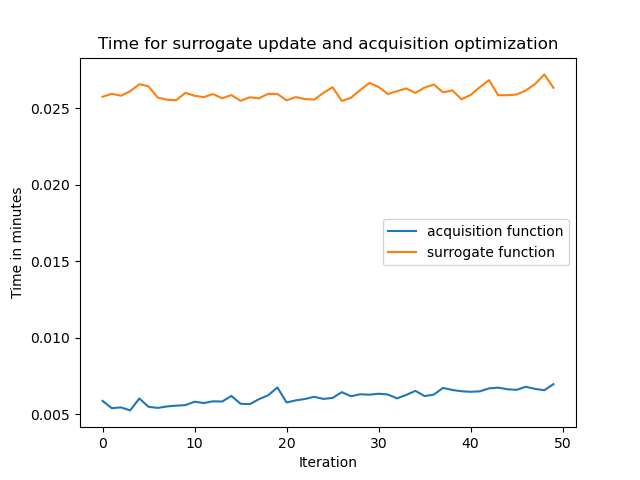 Time for surrogate update and acquisition optimization
0.025
0.020
0.015
0.010
0.005
Time in minutes
acquisition function
surrogate function
0 10 20 30 40 50
Iteration